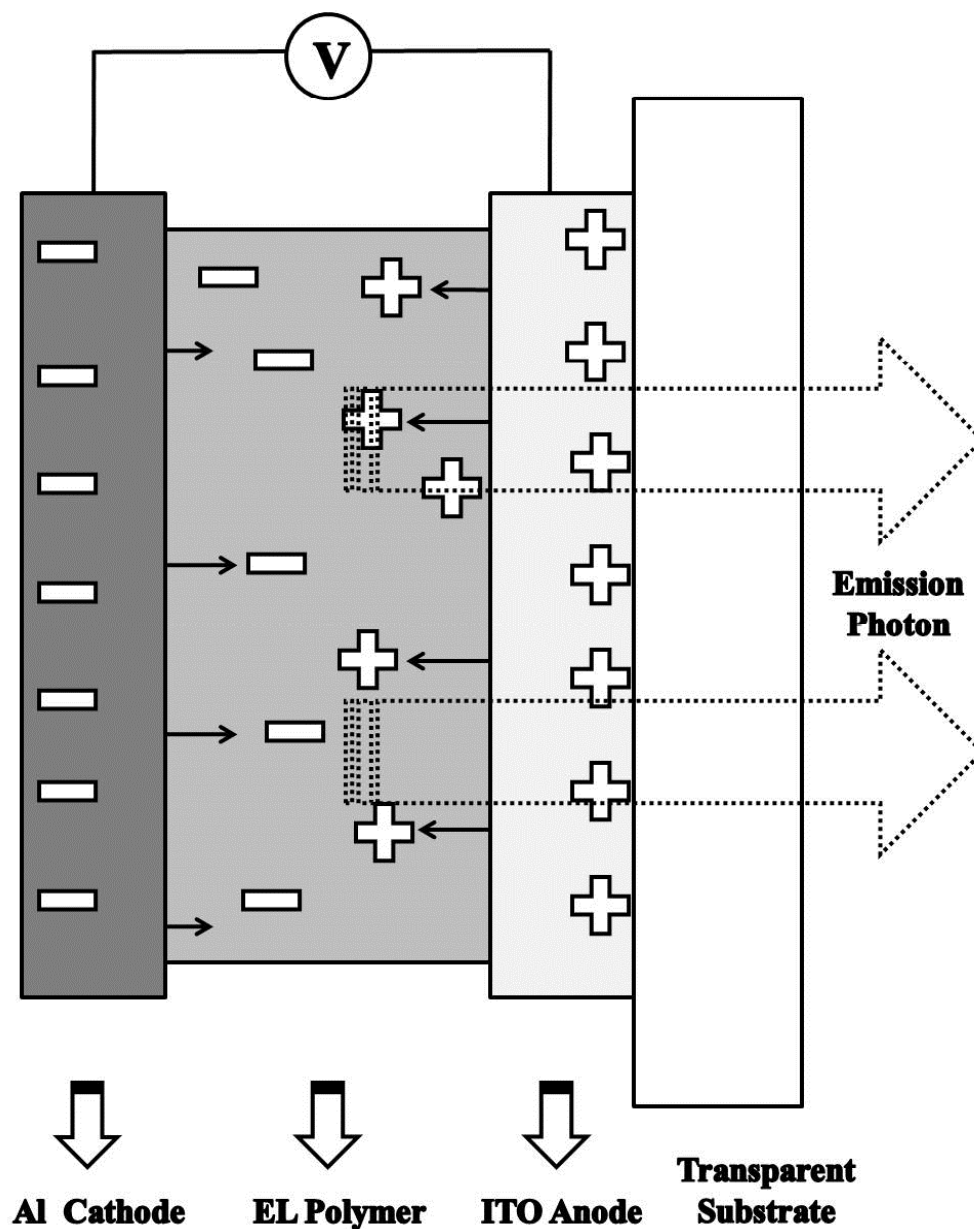 V
Emission
Photon
Al Cathode
EL Polymer
ITO Anode
Transparent
Substrate